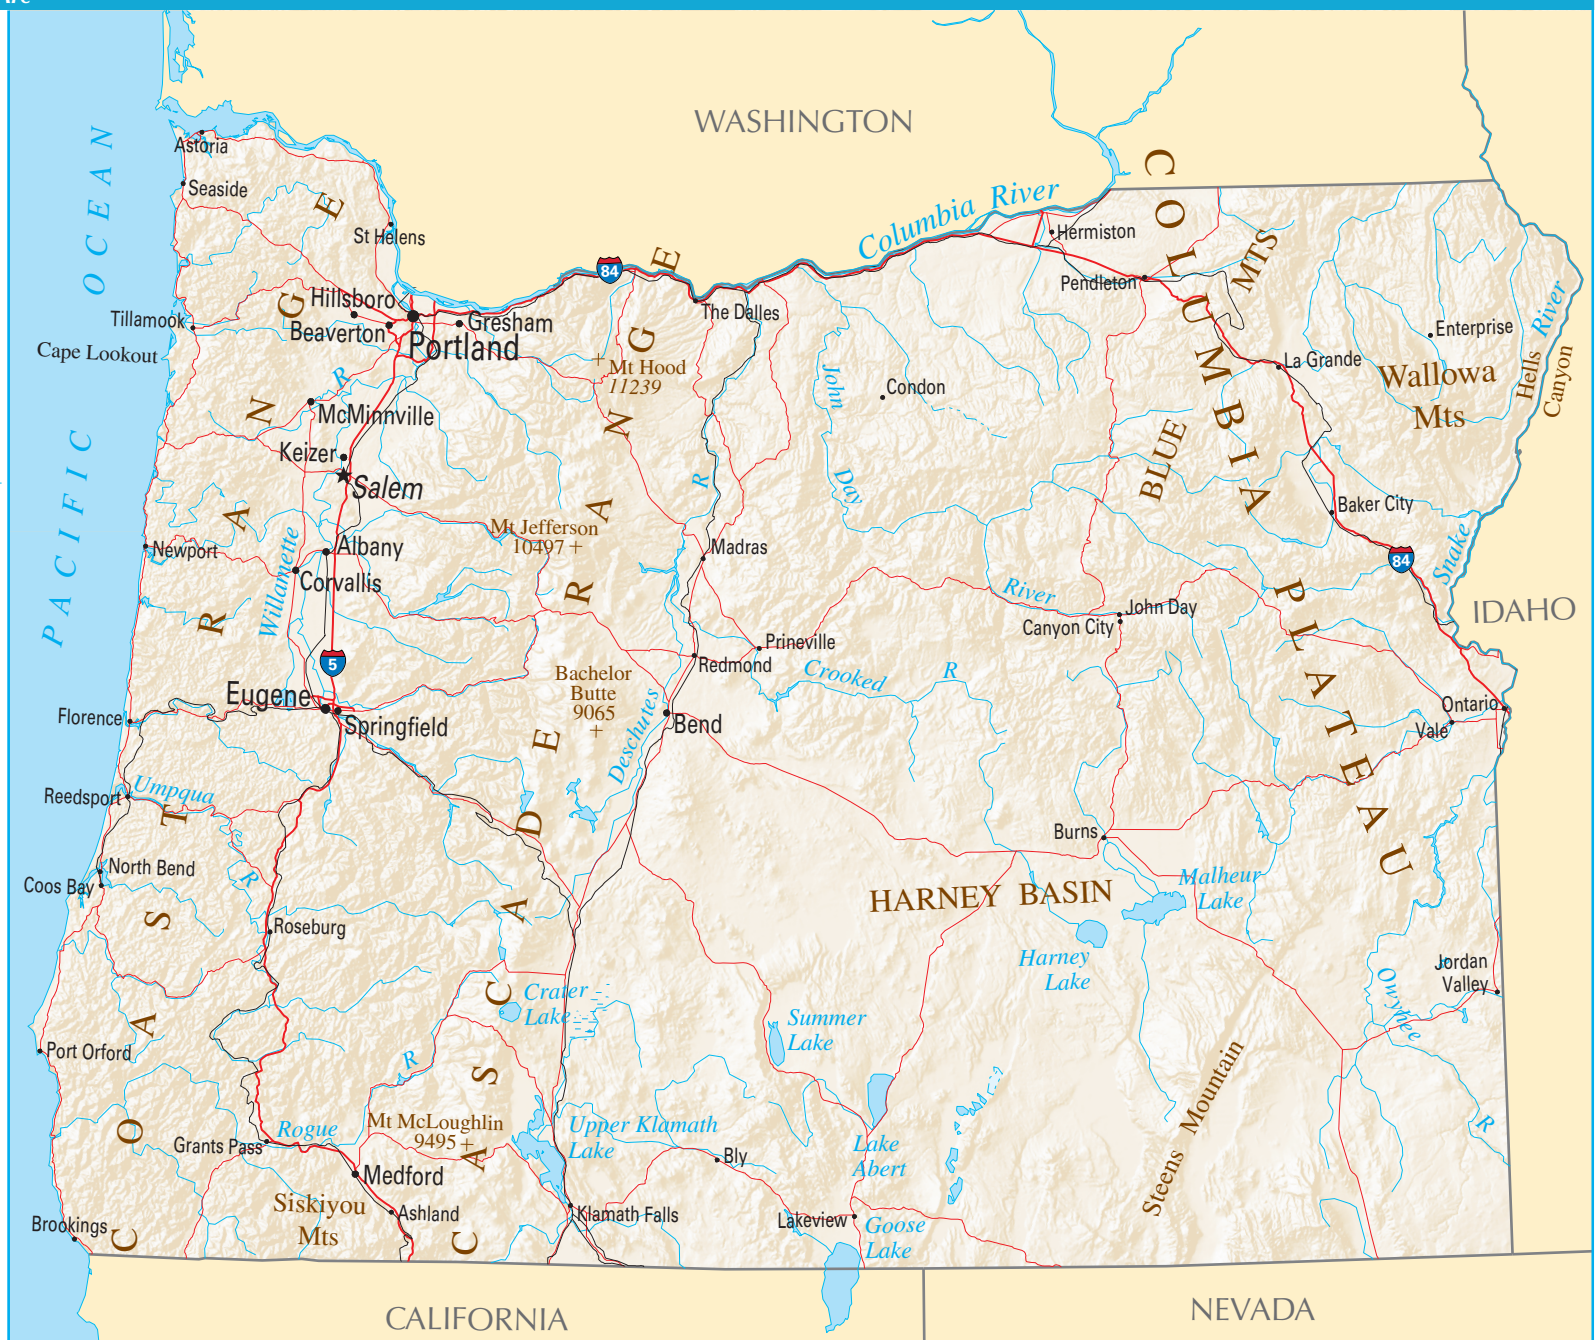 WASHINGTON
PACIFIC OCEAN
Astoria
Seaside
St Helens
Columbia River
84
COLUMBIA PLATEAU
Hermiston
Pendleton
BLUE MTS
Hillsboro
Beaverton
Portland
Gresham
The Dalles
Tillamook
Cape Lookout
Mt Hood
11239
Condon
Enterprise
La Grande
Wallowa
Mts
Hells
Canyon
Snake River
R
McMinnville
Keizer
Salem
COAST RANGE
CASCADE RANGE
John Day River
R
Baker City
Mt Jefferson
10497
Newport
Albany
Corvallis
Willamette
Madras
84
IDAHO
John Day
Canyon City
5
Prineville
Redmond
Crooked R
Bachelor
Butte
9065
Deschutes
Bend
Eugene
Springfield
Florence
Ontario
Vale
Reedsport
Umpqua
R
Burns
North Bend
Coos Bay
Roseburg
HARNEY BASIN
Malheur
Lake
Harney
Lake
Jordan
Valley
Owyhee
R
Crater
Lake
Summer
Lake
Port Orford
Steens Mountain
R
Rogue
Grants Pass
Mt McLoughlin
9495
Upper Klamath
Lake
Bly
Lake
Abert
Medford
Siskiyou
Mts
Ashland
Klamath Falls
Lakeview
Goose
Lake
Brookings
CALIFORNIA
NEVADA